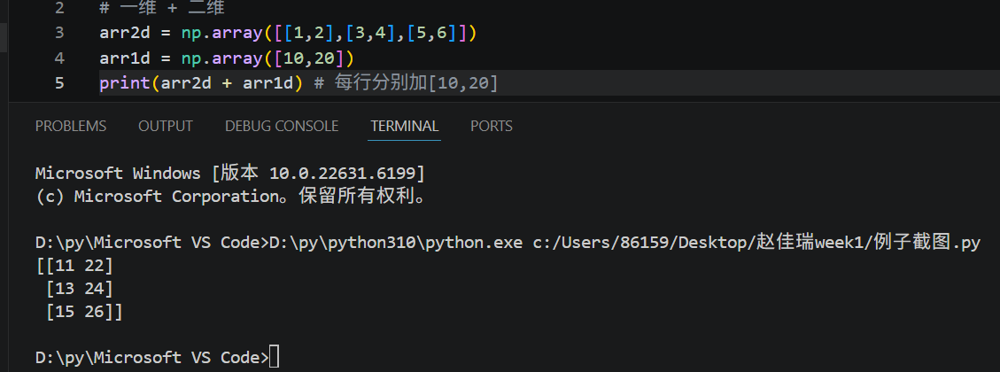 2 # 一维 + 二维
3 arr2d = np.array([[1,2],[3,4],[5,6]])
4 arr1d = np.array([10,20])
5 print(arr2d + arr1d) # 每行分别加[10,20]
PROBLEMS OUTPUT DEBUG CONSOLE TERMINAL PORTS
Microsoft Windows [版本 10.0.22631.6199]
(c) Microsoft Corporation。保留所有权利。
D:\py\Microsoft VS Code>D:\py\python310\python.exe c:/Users/86159/Desktop/赵佳瑞week1/例子截图.py
[[11 22]
 [13 24]
 [15 26]]
D:\py\Microsoft VS Code>